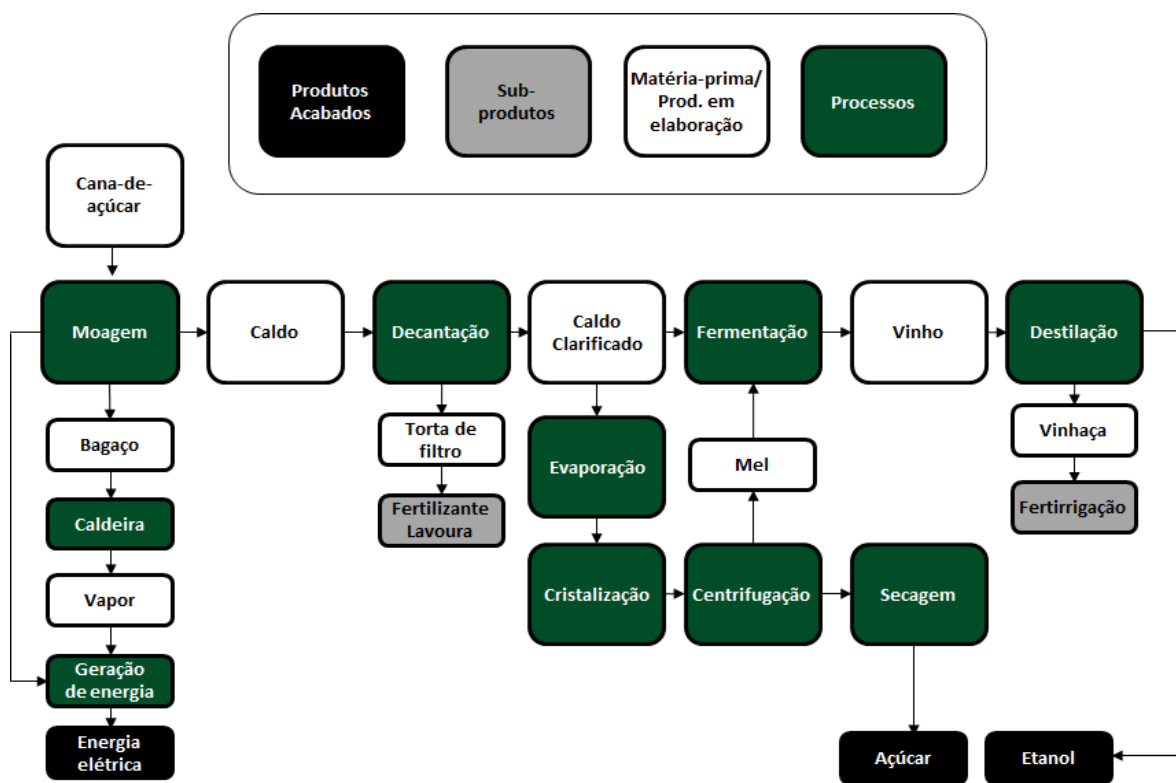 Produtos
Acabados
Sub-
produtos
Matéria-prima/
Prod. em
elaboração
Processos
Cana-de-
açúcar
Moagem
Caldo
Decantação
Caldo
Clarificado
Fermentação
Vinho
Destilação
Bagaço
Torta de
filtro
Evaporação
Mel
Vinhaça
Caldeira
Fertilizante
Lavoura
Fertirrigação
Vapor
Cristalização
Centrifugação
Secagem
Geração
de energia
Energia
elétrica
Açúcar
Etanol